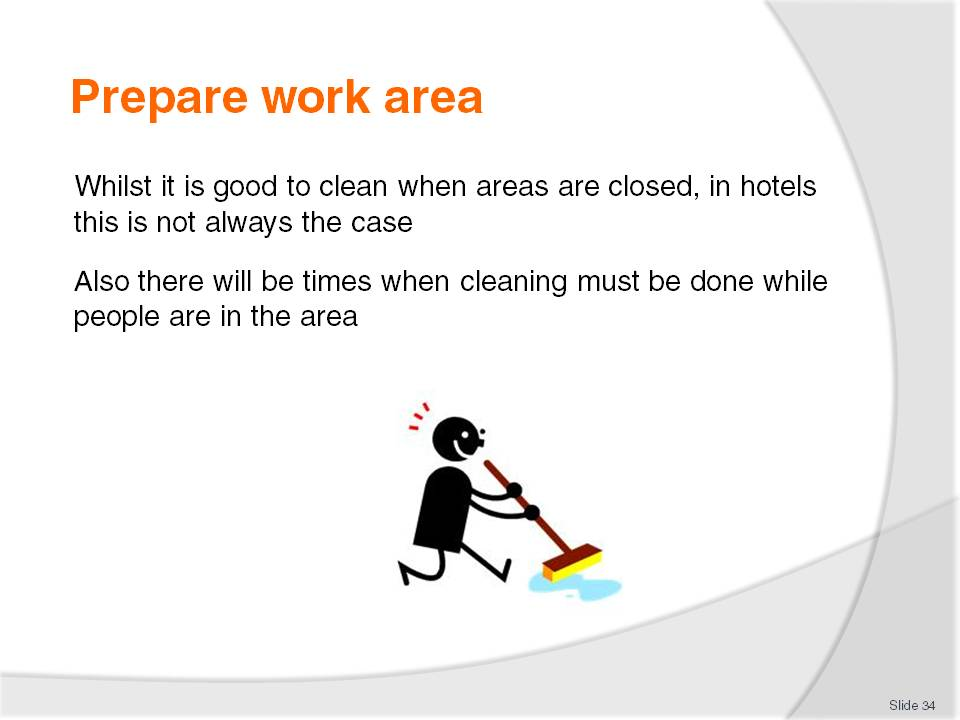 Prepare work area
Whilst it is good to clean when areas are closed, in hotels
this is not always the case
Also there will be times when cleaning must be done while
people are in the area
Slide 34